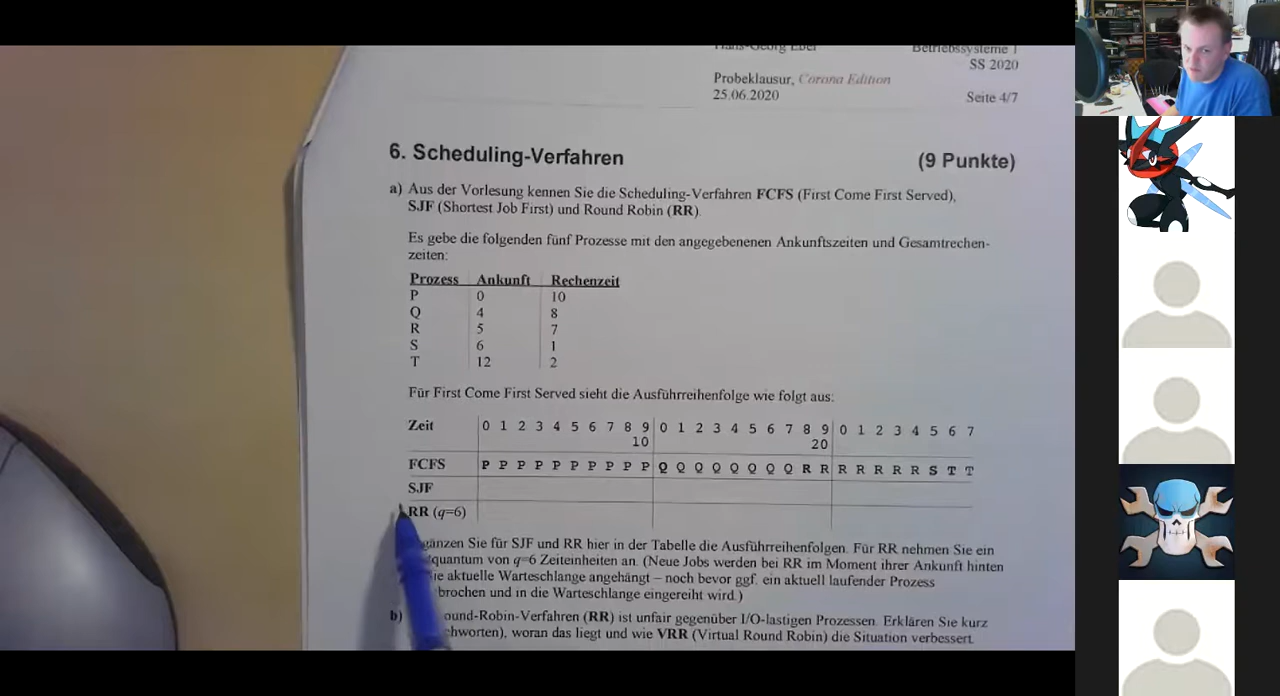 Hans-Georg Eßer Betriebssysteme 1
SS 2020
Probeklausur, Corona Edition
25.06.2020 Seite 4/7
6. Scheduling-Verfahren (9 Punkte)
a) Aus der Vorlesung kennen Sie die Scheduling-Verfahren FCFS (First Come First Served),
SJF (Shortest Job First) und Round Robin (RR).
Es gebe die folgenden fünf Prozesse mit den angegebenenen Ankunftszeiten und Gesamtrechen-
zeiten:
Prozess Ankunft Rechenzeit
P 0 10
Q 4 8
R 5 7
S 6 1
T 12 2
Für First Come First Served sieht die Ausführreihenfolge wie folgt aus:
Zeit 0 1 2 3 4 5 6 7 8 9 0 1 2 3 4 5 6 7 8 9 0 1 2 3 4 5 6 7
10 20
FCFS P P P P P P P P P P Q Q Q Q Q Q Q Q R R R R R R R S T T
SJF
RR (q=6)
gänzen Sie für SJF und RR hier in der Tabelle die Ausführreihenfolgen. Für RR nehmen Sie ein
quantum von q=6 Zeiteinheiten an. (Neue Jobs werden bei RR im Moment ihrer Ankunft hinten
ie aktuelle Warteschlange angehängt – noch bevor ggf. ein aktuell laufender Prozess
brochen und in die Warteschlange eingereiht wird.)
b) ound-Robin-Verfahren (RR) ist unfair gegenüber I/O-lastigen Prozessen. Erklären Sie kurz
chworten), woran das liegt und wie VRR (Virtual Round Robin) die Situation verbessert.